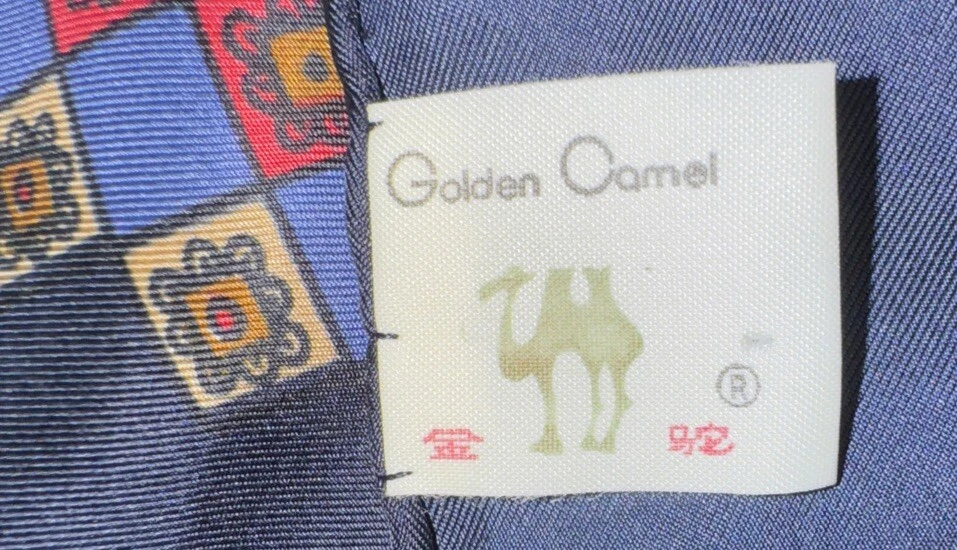 Golden Camel
®
金 驼